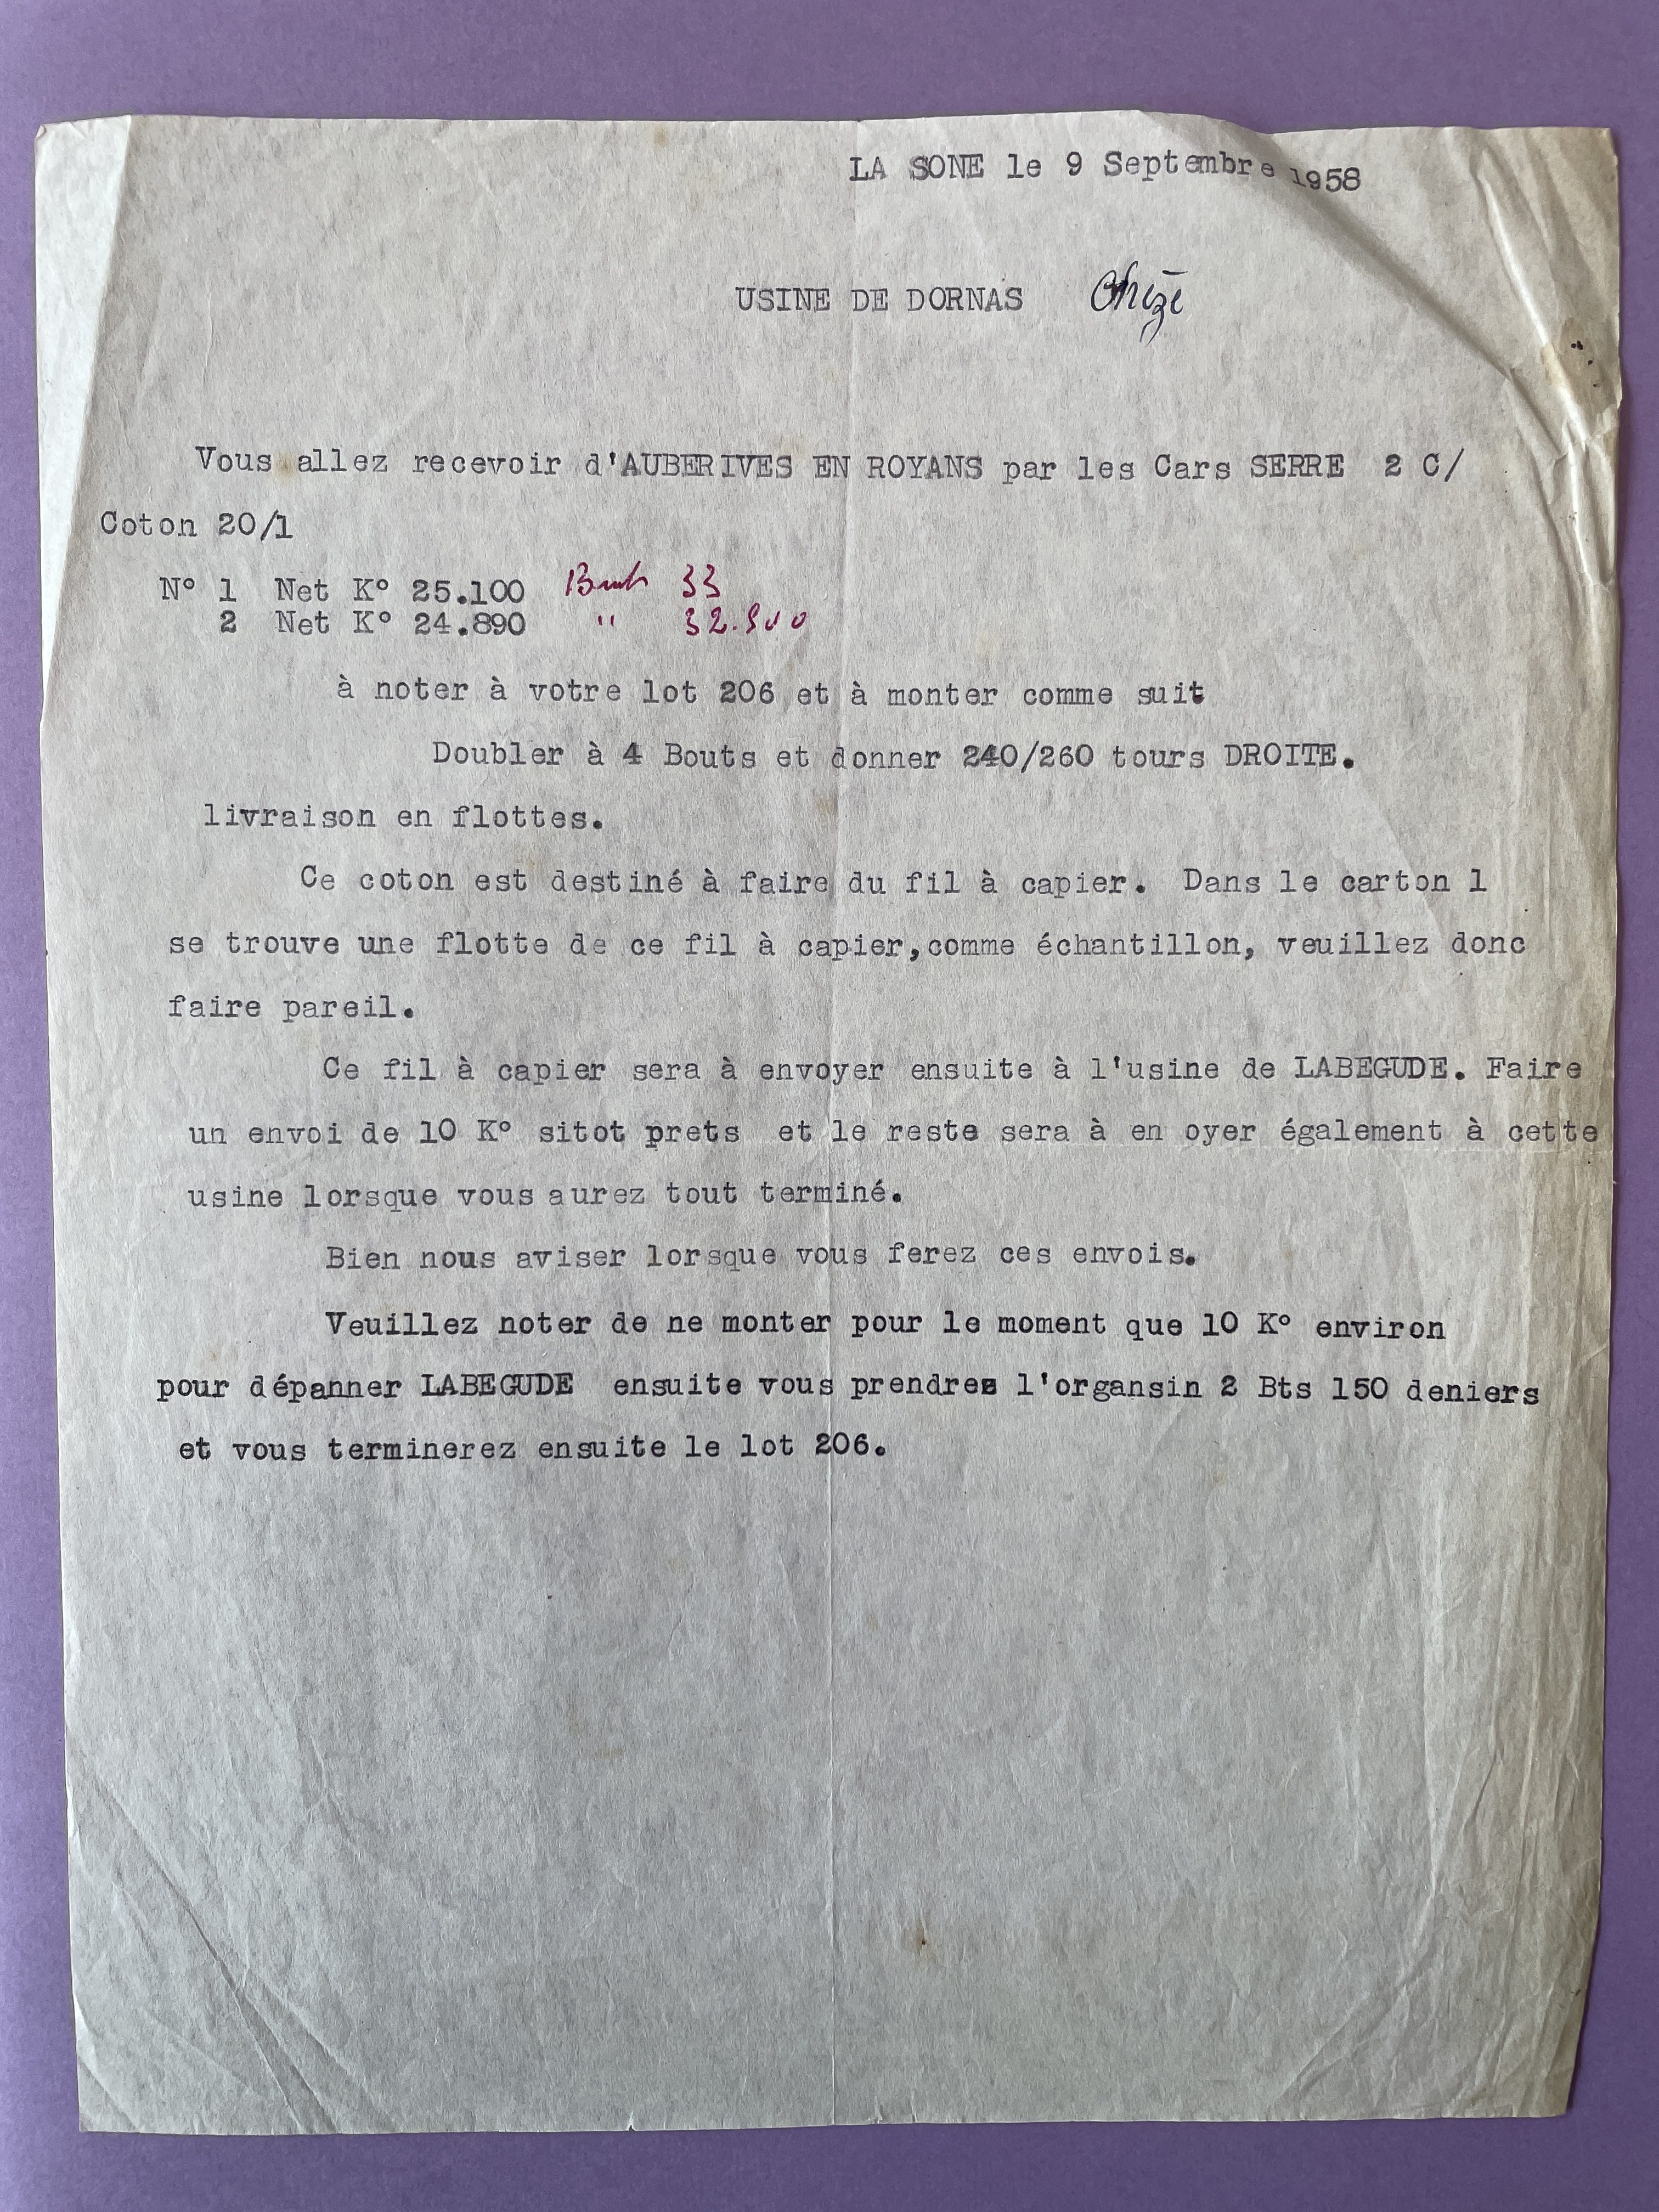 LA SONE le 9 Septembre 1958
USINE DE DORNAS
Vous allez recevoir d'AUBERIVES EN ROYANS par les Cars SERRE 2 C/
Coton 20/1
N° 1 Net K° 25.100 33
2 Net K° 24.890 "
à noter à votre lot 206 et à monter comme suit
Doubler à 4 Bouts et donner 240/260 tours DROITE.
livraison en flottes.
Ce coton est destiné à faire du fil à capier. Dans le carton 1
se trouve une flotte de ce fil à capier,comme échantillon, veuillez donc
faire pareil.
Ce fil à capier sera à envoyer ensuite à l'usine de LABEGUDE. Faire
un envoi de 10 K° sitot prets et le reste sera à en oyer également à cette
usine lorsque vous aurez tout terminé.
Bien nous aviser lorsque vous ferez ces envois.
Veuillez noter de ne monter pour le moment que 10 K° environ
pour dépanner LABEGUDE ensuite vous prendres l'organsin 2 Bts 150 deniers
et vous terminerez ensuite le lot 206.